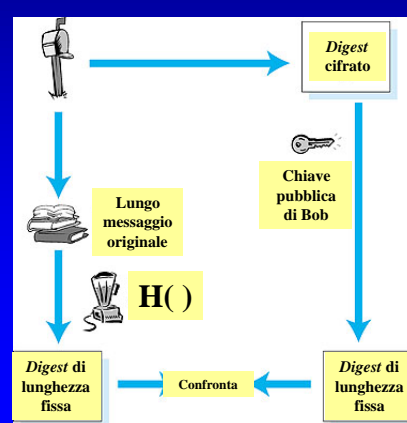 Digest
cifrato
Chiave
pubblica
di Bob
Lungo
messaggio
originale
H( )
Digest di
lunghezza
fissa
Confronta
Digest di
lunghezza
fissa